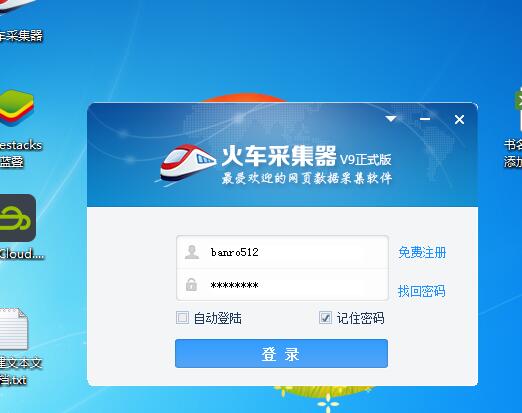 车采集器
火车采集器 V9正式版
最受欢迎的网页数据采集软件
estacks
蓝叠
书名
添加
banro512
免费注册
Cloud....
********
找回密码
自动登陆
记住密码
登录
建文本文
档.txt